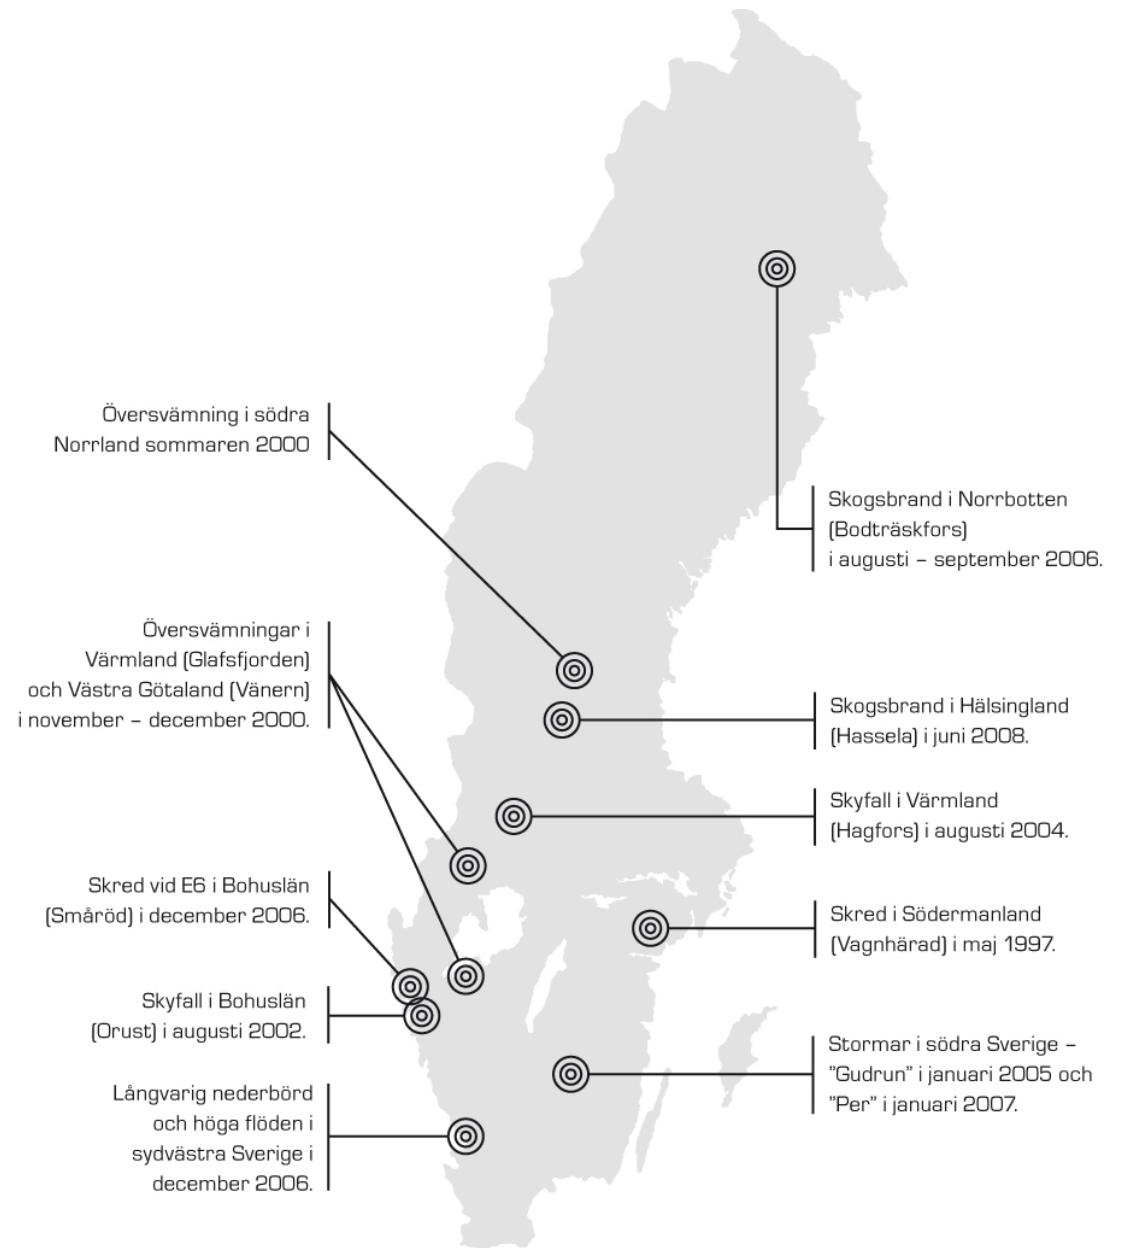 Översvämning i södra
Norrland sommaren 2000
Översvämningar i
Värmland (Glafsfjorden)
och Västra Götaland (Vänern)
i november – december 2000.
Skred vid E6 i Bohuslän
(Småröd) i december 2006.
Skyfall i Bohuslän
(Orust) i augusti 2002.
Långvarig nederbörd
och höga flöden i
sydvästra Sverige i
december 2006.
Skogsbrand i Norrbotten
(Bodträskfors)
i augusti – september 2006.
Skogsbrand i Hälsingland
(Hassela) i juni 2008.
Skyfall i Värmland
(Hagfors) i augusti 2004.
Skred i Södermanland
(Vagnhärad) i maj 1997.
Stormar i södra Sverige –
”Gudrun” i januari 2005 och
”Per” i januari 2007.